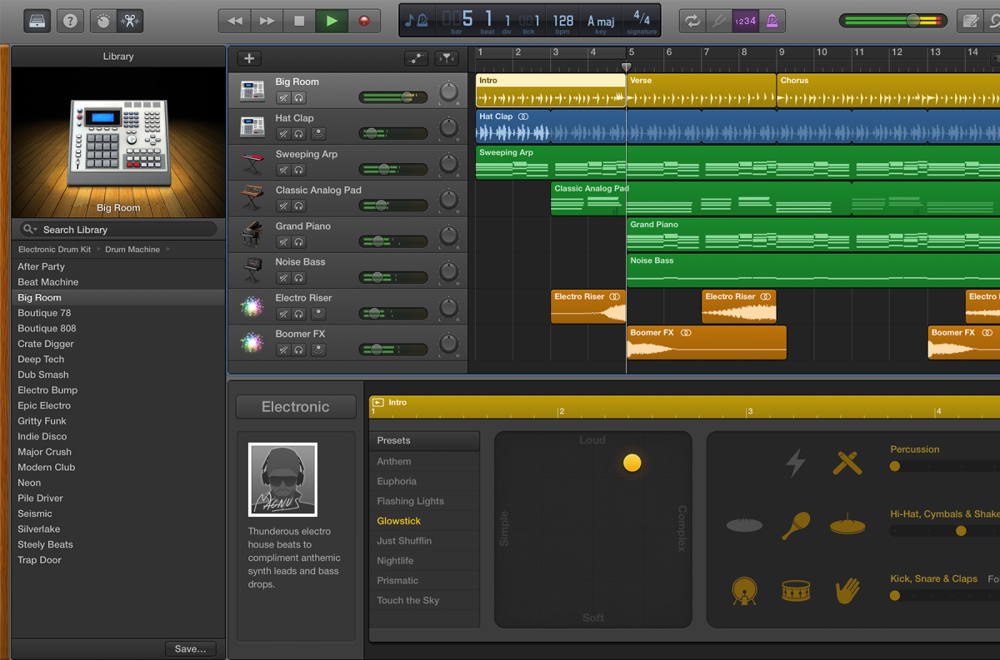 005 1 1 001 128 A maj 4/4
bar beat div tick bpm key signature
1234
Library
Big Room
Search Library
Electronic Drum Kit Drum Machine
After Party
Beat Machine
Big Room
Boutique 78
Boutique 808
Crate Digger
Deep Tech
Dub Smash
Electro Bump
Epic Electro
Gritty Funk
Indie Disco
Major Crush
Modern Club
Neon
Pile Driver
Seismic
Silverlake
Steely Beats
Trap Door
Save...
1 2 3 4 5 6 7 8 9 10 11 12 13 14
Big Room
L R
Hat Clap
L R
Sweeping Arp
L R
Classic Analog Pad
L R
Grand Piano
L R
Noise Bass
L R
Electro Riser
L R
Boomer FX
L R
Intro Verse Chorus
Hat Clap
Sweeping Arp
Classic Analog Pad
Grand Piano
Noise Bass
Electro Riser Electro Riser Electro
Boomer FX Boomer FX
Electronic
MAGNUS
Thunderous electro
house beats to
compliment anthemic
synth leads and bass
drops.
Intro
1 2 3 4
Presets
Anthem
Euphoria
Flashing Lights
Glowstick
Just Shufflin
Nightlife
Prismatic
Touch the Sky
Loud
Simple
Complex
Soft
Percussion
Hi-Hat, Cymbals & Shake
Kick, Snare & Claps Fo